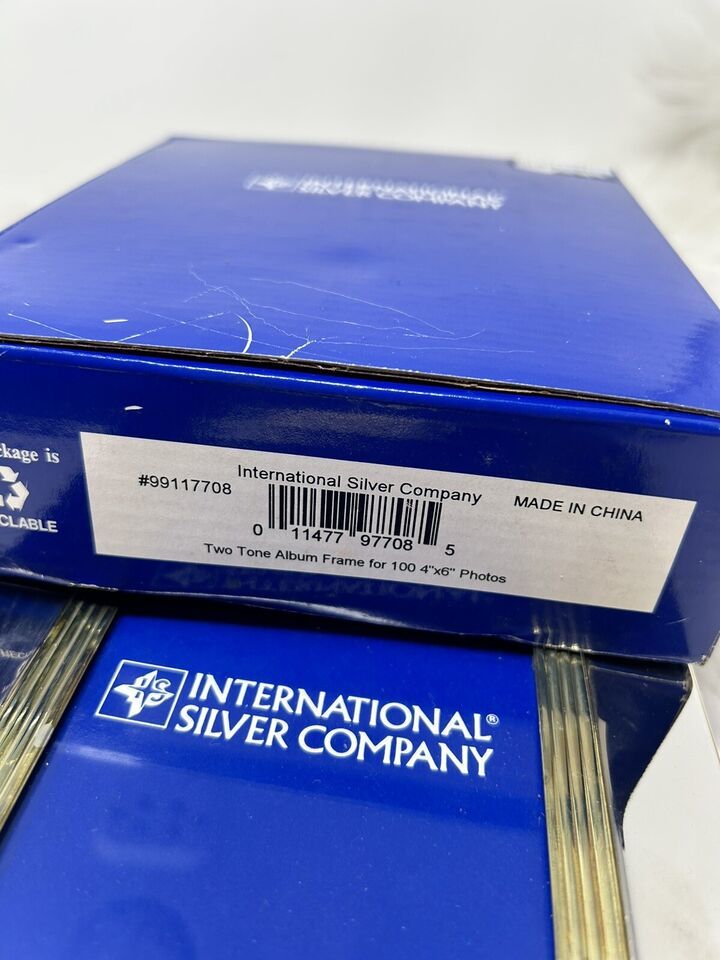 INTERNATIONAL
SILVER COMPANY
kage is
CLABLE
International Silver Company
#99117708
MADE IN CHINA
0 11477 97708 5
Two Tone Album Frame for 100 4"x6" Photos
INTERNATIONAL®
SILVER COMPANY